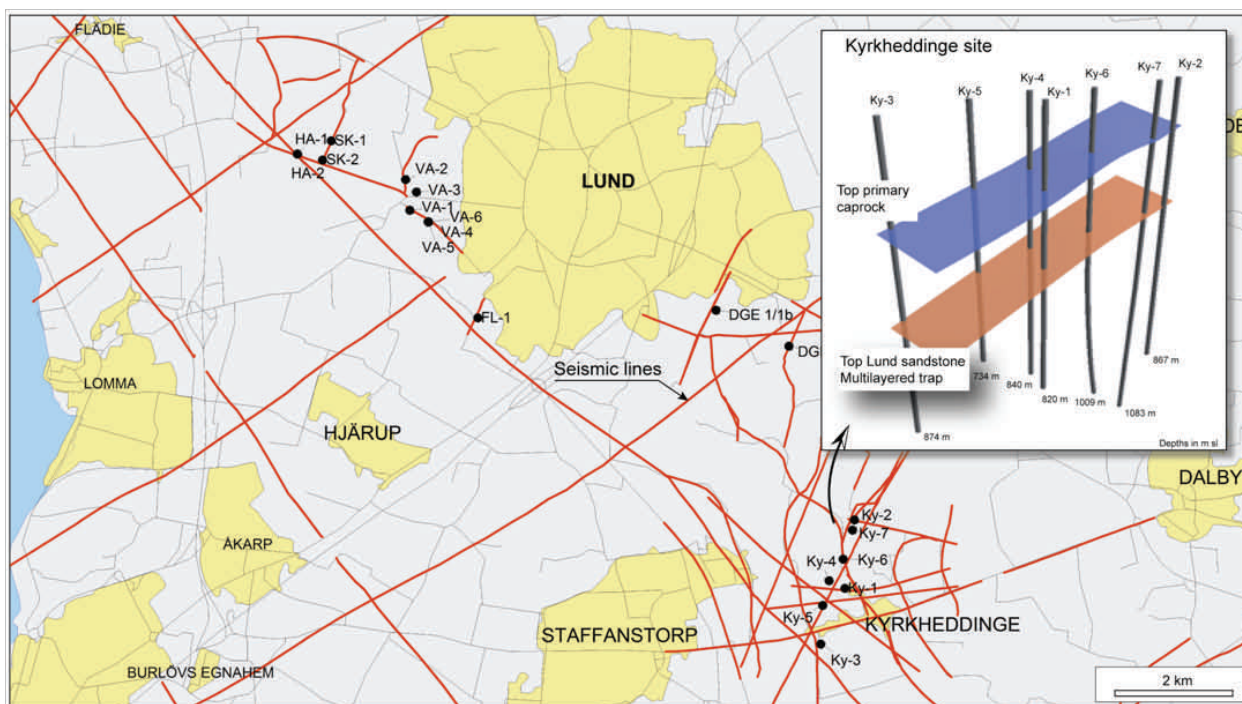 FLÄDIE
HA-1
SK-1
SK-2
HA-2
VA-2
VA-3
VA-1
VA-6
VA-4
VA-5
LUND
FL-1
DGE 1/1b
Seismic lines
LOMMA
HJÄRUP
ÅKARP
STAFFANSTORP
BURLÖVS EGNAHEM
Ky-2
Ky-7
Ky-4
Ky-6
Ky-1
Ky-5
KYRKHEDDINGE
Ky-3
DALBY
2 km
Kyrkheddinge site
Ky-3
Ky-5
Ky-4
Ky-1
Ky-6
Ky-7
Ky-2
Top primary
caprock
Top Lund sandstone
Multilayered trap
734 m
840 m
820 m
1009 m
1083 m
867 m
874 m
Depths in m sl